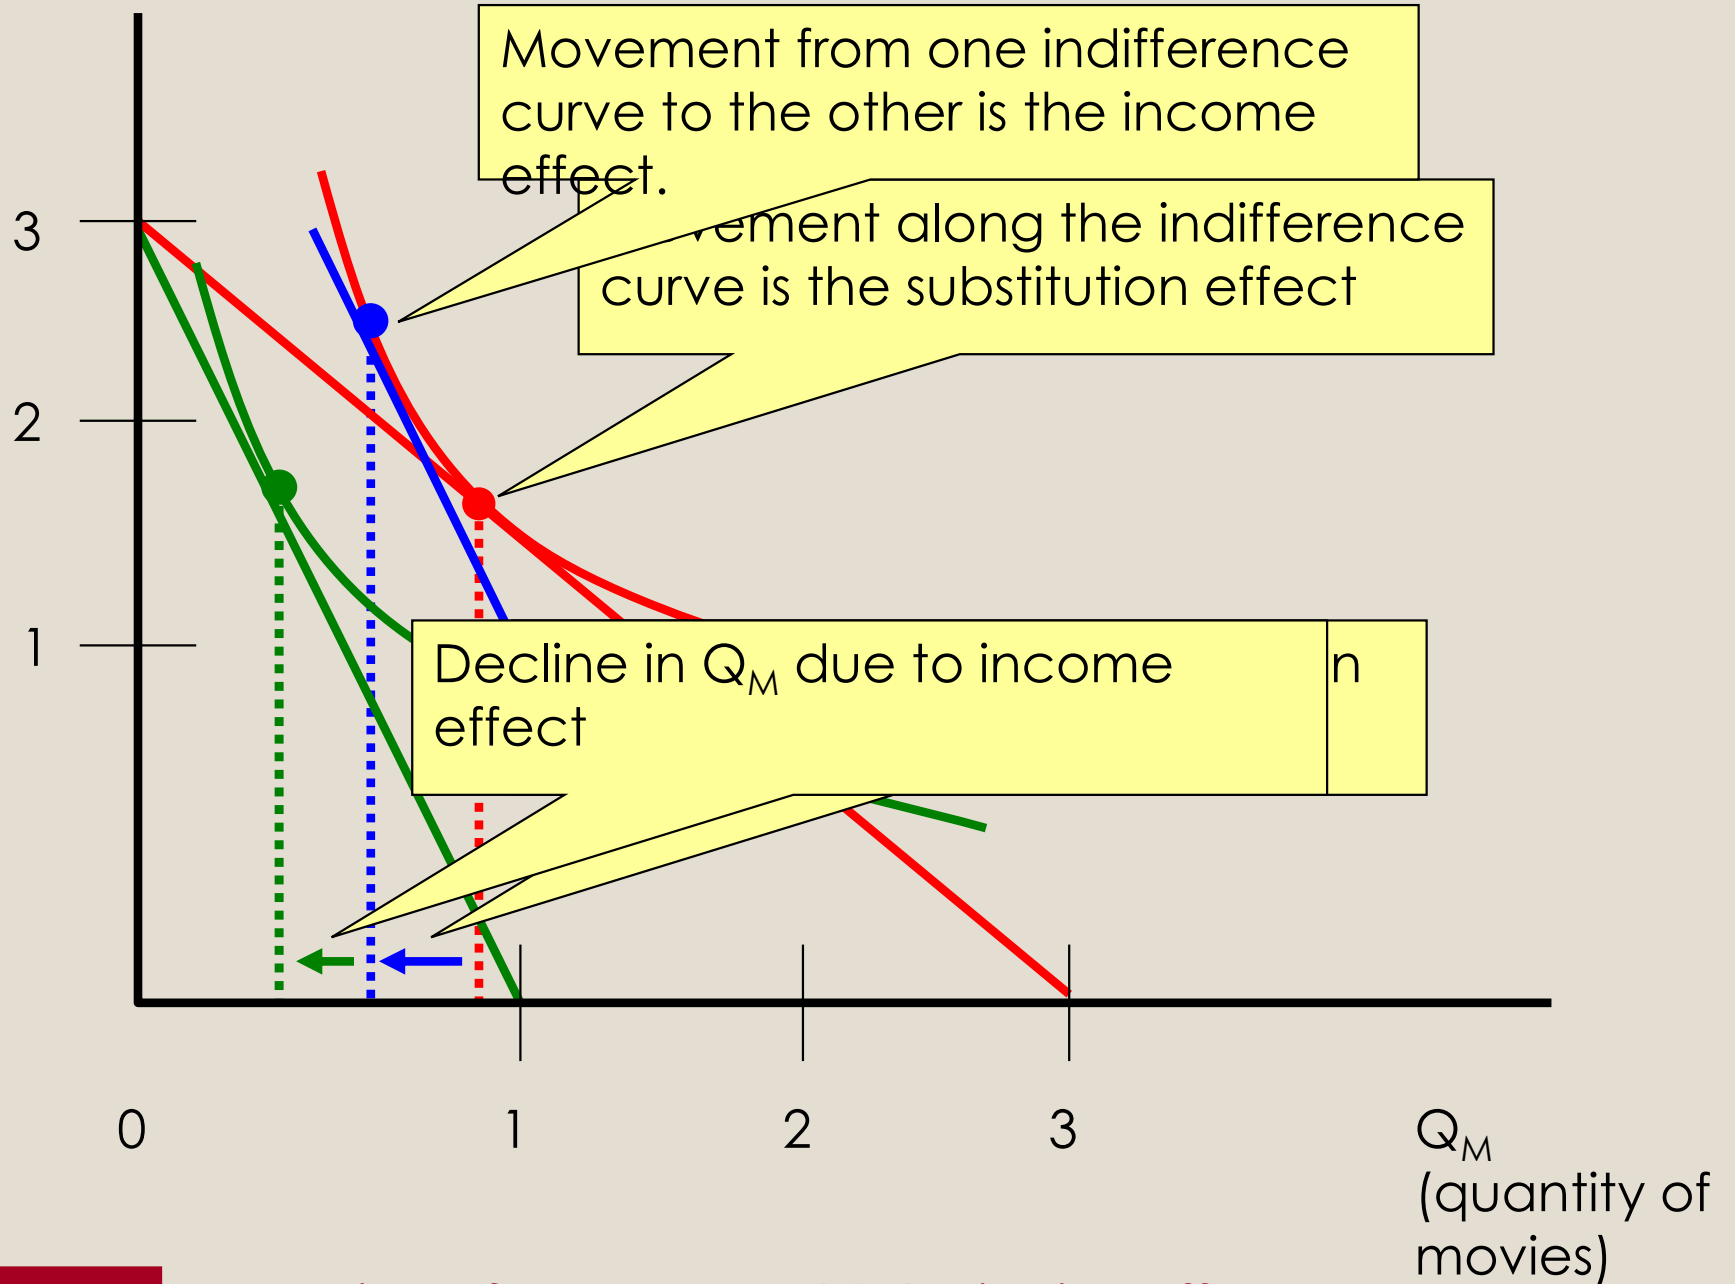 Movement from one indifference
curve to the other is the income
effect.
along the indifference
curve is the substitution effect
3
2
1
Decline in QM due to income
effect
n
0
1
2
3
QM
(quantity of
movies)